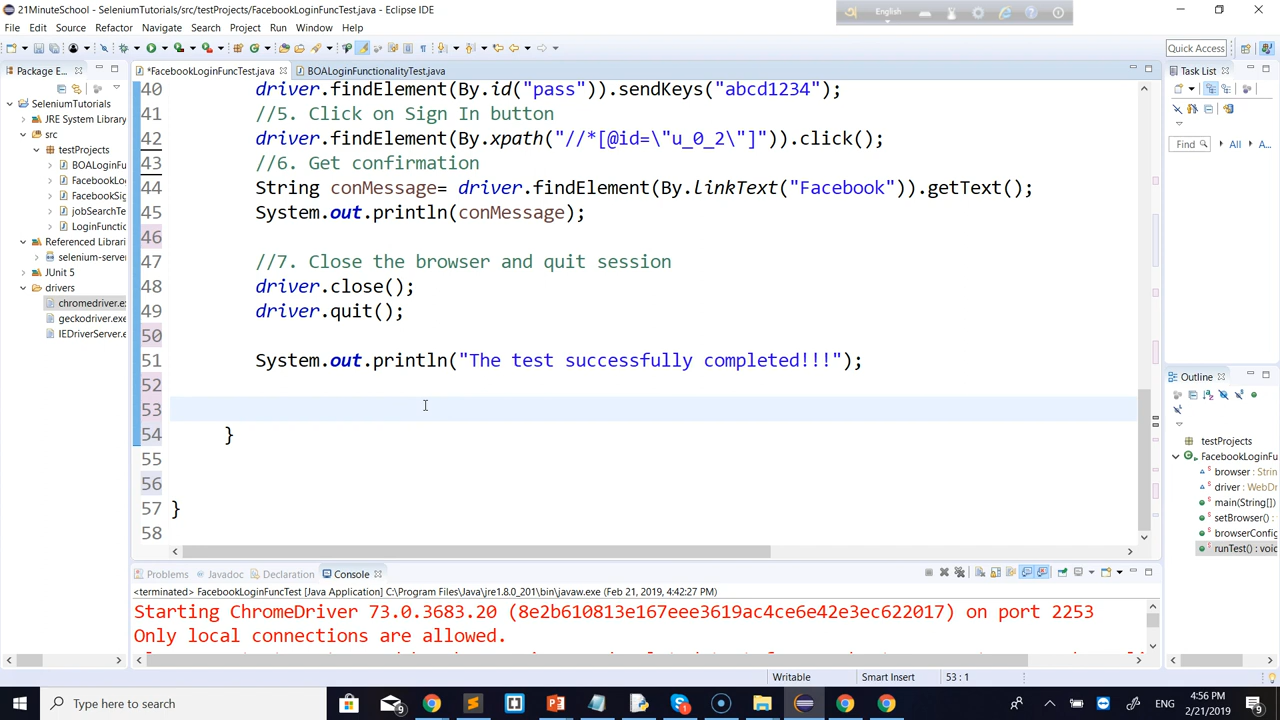 21MinuteSchool - SeleniumTutorials/src/testProjects/FacebookLoginFuncTest.java - Eclipse IDE
English
File Edit Source Refactor Navigate Search Project Run Window Help
Quick Access
Package E...
*FacebookLoginFuncTest.java
BOALoginFunctionalityTest.java
Task List
SeleniumTutorials
JRE System Library
src
testProjects
BOALoginFu
FacebookLo
FacebookSig
jobSearchTe
LoginFunctio
Referenced Librari
selenium-server
JUnit 5
drivers
chromedriver.ex
geckodriver.exe
IEDriverServer.e
40 driver.findElement(By.id("pass")).sendKeys("abcd1234");
41 //5. Click on Sign In button
42 driver.findElement(By.xpath("//*[@id=\"u_0_2\"]")).click();
43 //6. Get confirmation
44 String conMessage= driver.findElement(By.linkText("Facebook")).getText();
45 System.out.println(conMessage);
46
47 //7. Close the browser and quit session
48 driver.close();
49 driver.quit();
50
51 System.out.println("The test successfully completed!!!");
52
53
54 }
55
56
57 }
58
Find All A...
Outline
testProjects
FacebookLoginFu
browser : Strin
driver : WebD
main(String[])
setBrowser() :
browserConfig
runTest() : void
Problems Javadoc Declaration Console
<terminated> FacebookLoginFuncTest [Java Application] C:\Program Files\Java\jre1.8.0_201\bin\javaw.exe (Feb 21, 2019, 4:42:27 PM)
Starting ChromeDriver 73.0.3683.20 (8e2b610813e167eee3619ac4ce6e42e3ec622017) on port 2253
Only local connections are allowed.
Writable Smart Insert 53 : 1
Type here to search
9
ENG
4:56 PM
2/21/2019
9